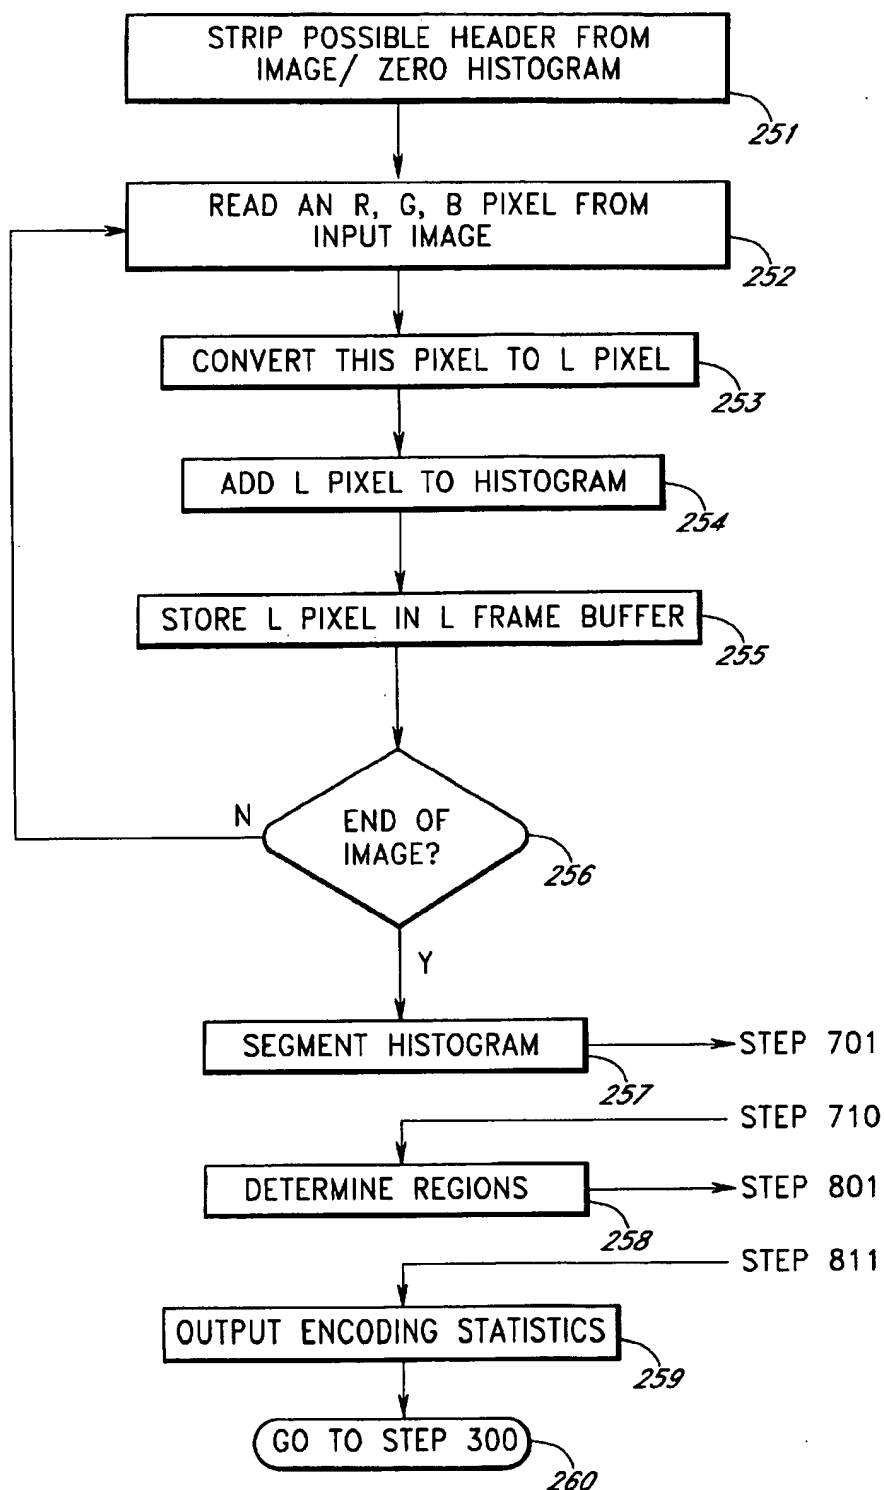 STRIP POSSIBLE HEADER FROM
IMAGE/ ZERO HISTOGRAM
251
READ AN R, G, B PIXEL FROM
INPUT IMAGE
252
CONVERT THIS PIXEL TO L PIXEL
253
ADD L PIXEL TO HISTOGRAM
254
STORE L PIXEL IN L FRAME BUFFER
255
N
END OF
IMAGE?
256
Y
SEGMENT HISTOGRAM
STEP 701
257
STEP 710
DETERMINE REGIONS
STEP 801
258
STEP 811
OUTPUT ENCODING STATISTICS
259
GO TO STEP 300
260